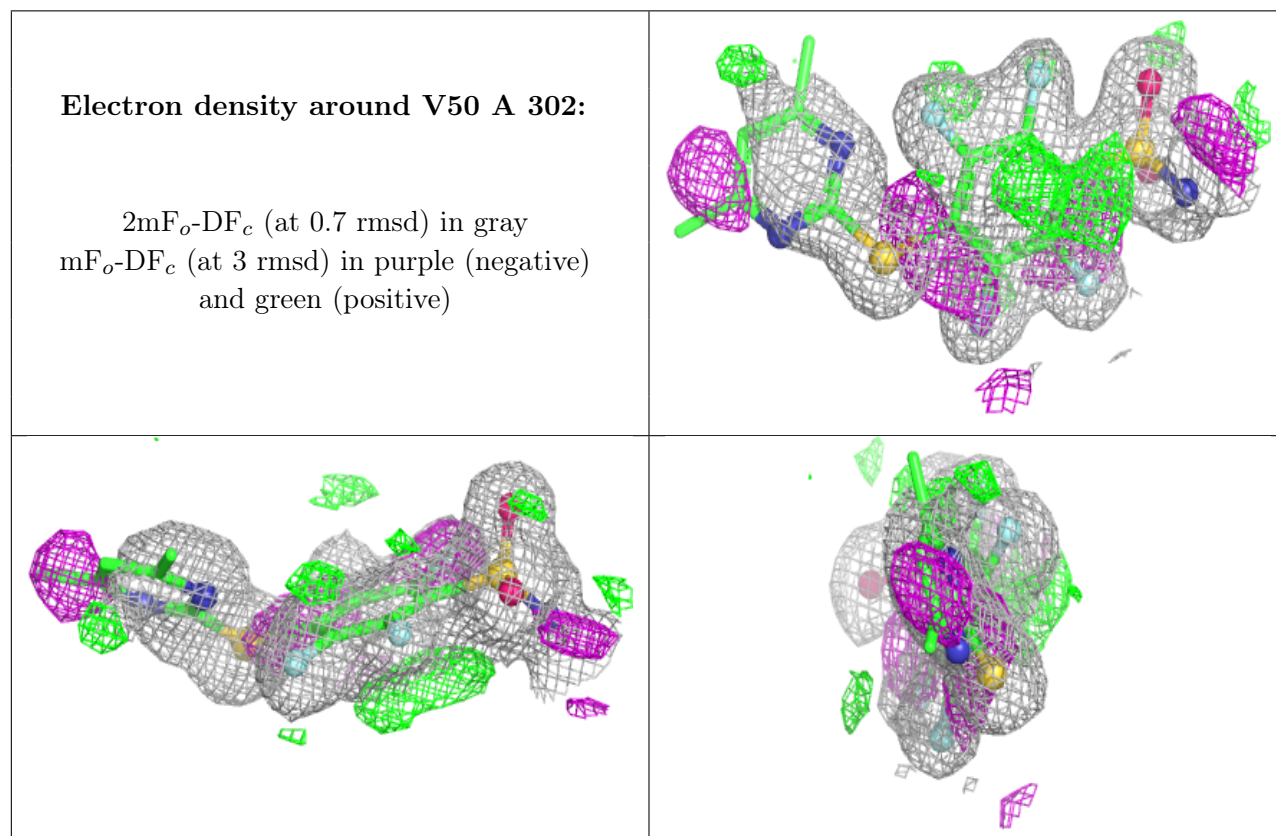 Electron density around V50 A 302:
2mFo-DFc (at 0.7 rmsd) in gray
mFo-DFc (at 3 rmsd) in purple (negative)
and green (positive)